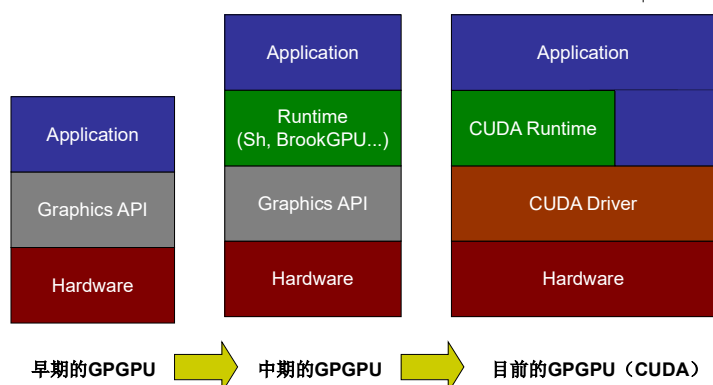 Application
Graphics API
Hardware
早期的GPGPU
Application
Runtime
(Sh, BrookGPU...)
Graphics API
Hardware
中期的GPGPU
Application
CUDA Runtime
CUDA Driver
Hardware
目前的GPGPU（CUDA）